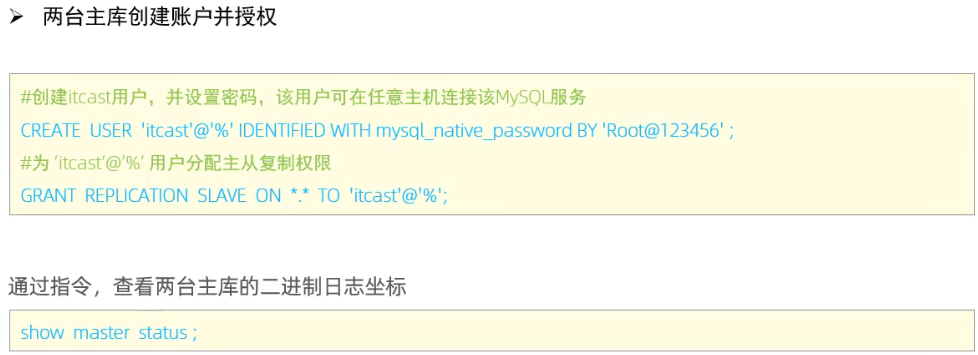 ➢ 两台主库创建账户并授权
#创建itcast用户，并设置密码，该用户可在任意主机连接该MySQL服务
CREATE USER 'itcast'@'%' IDENTIFIED WITH mysql_native_password BY 'Root@123456' ;
#为 ‘itcast’@’%’ 用户分配主从复制权限
GRANT REPLICATION SLAVE ON *.* TO 'itcast'@'%';
通过指令，查看两台主库的二进制日志坐标
show master status ;